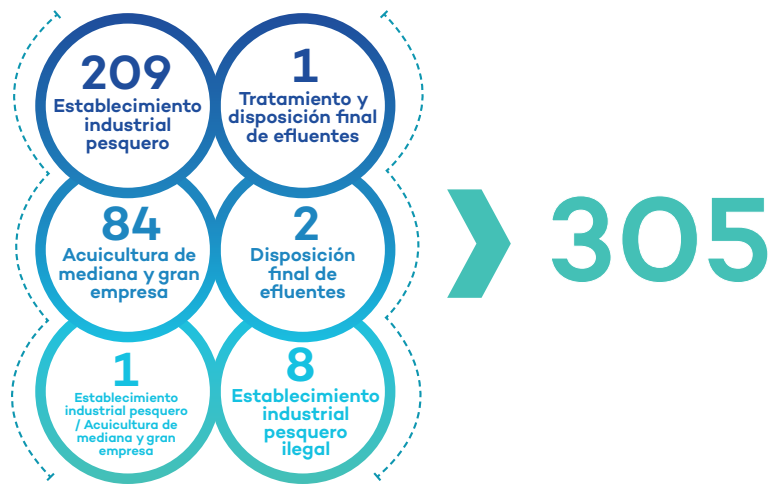 209
Establecimiento
industrial
pesquero
1
Tratamiento y
disposición final
de efluentes
84
Acuicultura de
mediana y gran
empresa
2
Disposición
final de
efluentes
1
Establecimiento
industrial pesquero
/ Acuicultura de
mediana y gran
empresa
8
Establecimiento
industrial
pesquero
ilegal
305